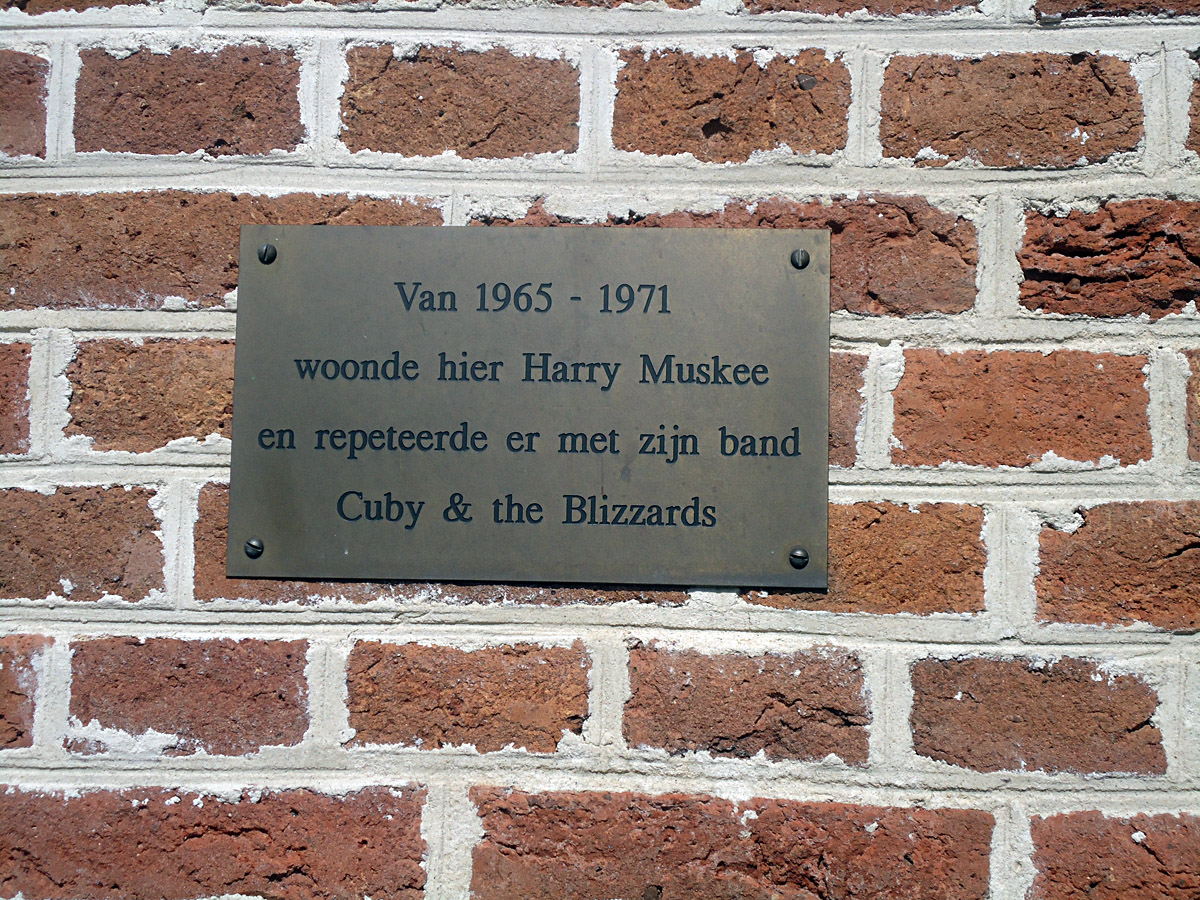 Van 1965 - 1971
woonde hier Harry Muskee
en repeteerde er met zijn band
Cuby & the Blizzards